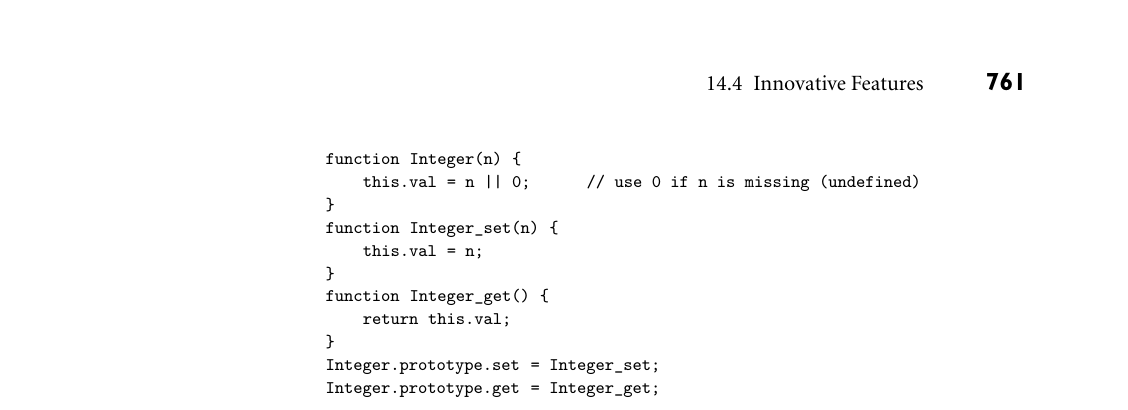 14.4 Innovative Features 761
function Integer(n) {
    this.val = n || 0;      // use 0 if n is missing (undefined)
}
function Integer_set(n) {
    this.val = n;
}
function Integer_get() {
    return this.val;
}
Integer.prototype.set = Integer_set;
Integer.prototype.get = Integer_get;